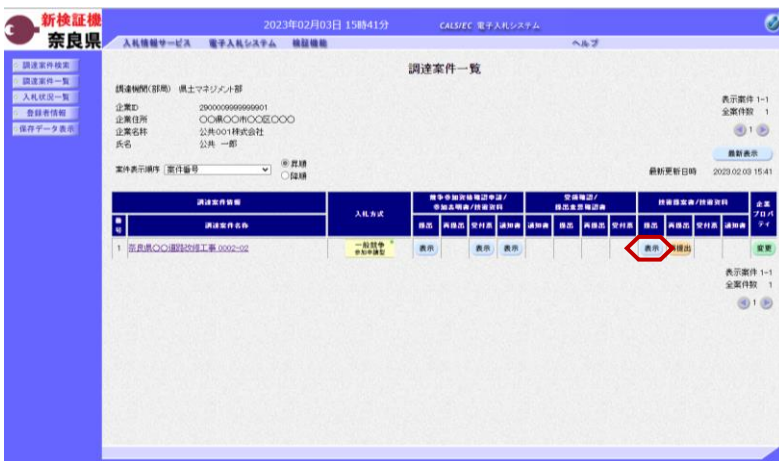 新検証機
奈良県
2023年02月03日 15時41分
CALS/EC 電子入札システム
入札情報サービス 電子入札システム 検証機能 ヘルプ
調達案件検索
調達案件一覧
入札状況一覧
登録者情報
保存データ表示
調達案件一覧
調達機関(部局) 県土マネジメント部
企業ID 2900009999999901
企業住所 〇〇県〇〇市〇〇区〇〇〇
企業名称 公共001株式会社
氏名 公共 一郎
案件表示順序 案件番号
昇順
降順
表示案件 1-1
全案件数 1
1
最新表示
最新更新日時 2023.02.03 15:41
調達案件情報 入札方式 競争参加資格確認申請/参加表明書/技術資料 受領確認/提出意思確認書 技術提案書/技術資料 企業プロパティ
番号 調達案件名称 提出 再提出 受付票 通知書 通知書 提出 再提出 受付票 提出 再提出 受付票 通知書
1 奈良県〇〇道路改修工事 0002-02 一般競争 参加申請型 表示 表示 表示 表示 再提出 変更
表示案件 1-1
全案件数 1
1